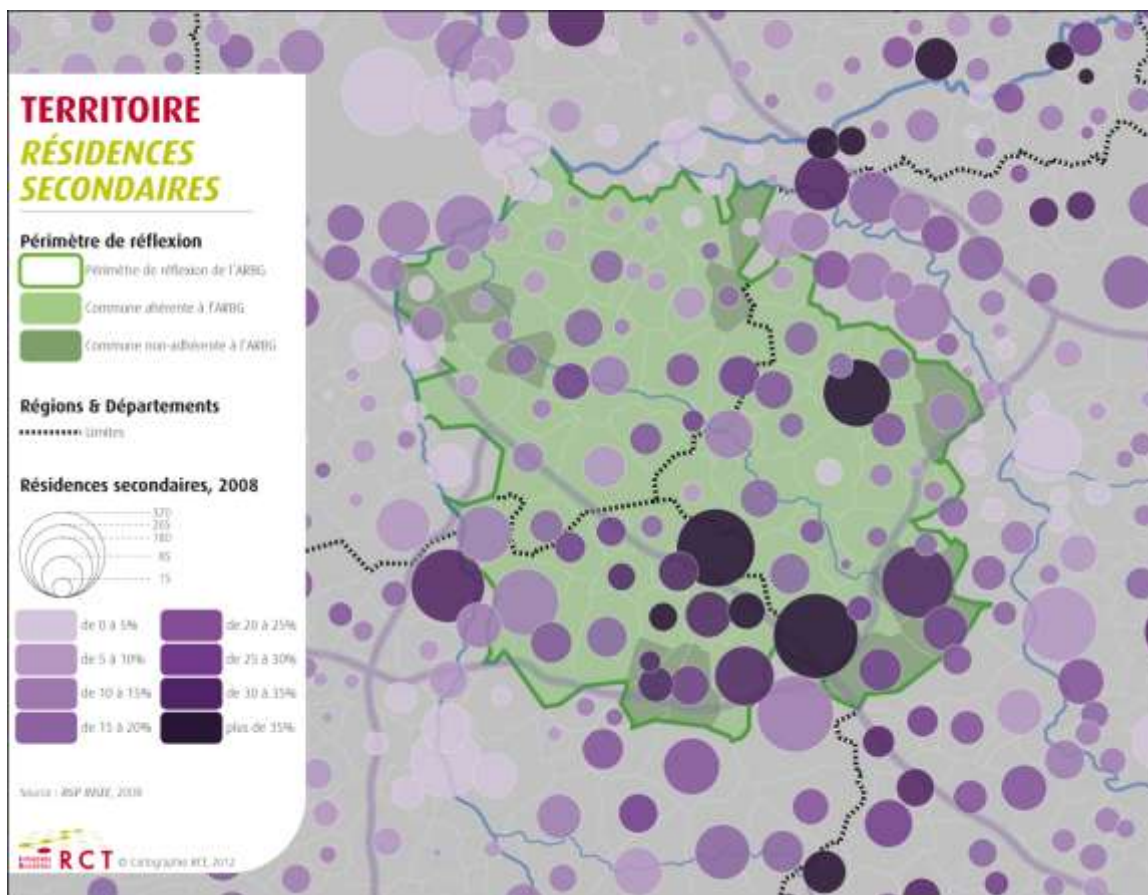 TERRITOIRE
RÉSIDENCES
SECONDAIRES
Périmètre de réflexion
Périmètre de réflexion de l'ARBG
Commune ahérente à l'ARBG
Commune non-adhérente à l'ARBG
Régions & Départements
Limites
Résidences secondaires, 2008
320
265
180
85
15
de 0 à 5%
de 5 à 10%
de 10 à 15%
de 15 à 20%
de 20 à 25%
de 25 à 30%
de 30 à 35%
plus de 35%
Source : RGP INSEE, 2008
RCT © Cartographie RCT, 2012